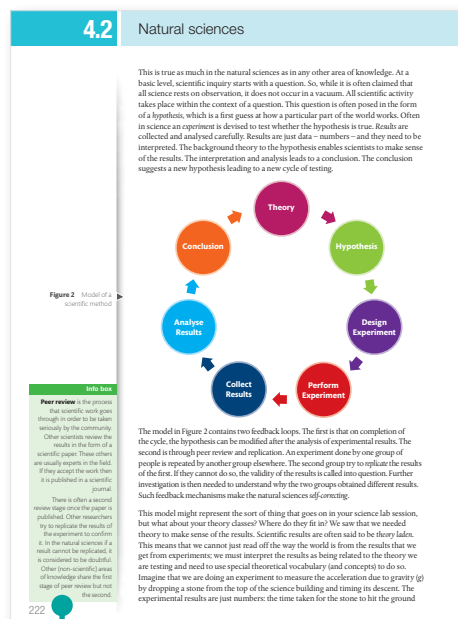 4.2
Natural sciences
This is true as much in the natural sciences as in any other area of knowledge. At a
basic level, scientific inquiry starts with a question. So, while it is often claimed that
all science rests on observation, it does not occur in a vacuum. All scientific activity
takes place within the context of a question. This question is often posed in the form
of a hypothesis, which is a first guess at how a particular part of the world works. Often
in science an experiment is devised to test whether the hypothesis is true. Results are
collected and analysed carefully. Results are just data – numbers – and they need to be
interpreted. The background theory to the hypothesis enables scientists to make sense
of the results. The interpretation and analysis leads to a conclusion. The conclusion
suggests a new hypothesis leading to a new cycle of testing.
Theory
Hypothesis
Design
Experiment
Perform
Experiment
Collect
Results
Analyse
Results
Conclusion
Figure 2 Model of a
scientific method
Info box
Peer review is the process
that scientific work goes
through in order to be taken
seriously by the community.
Other scientists review the
results in the form of a
scientific paper. These others
are usually experts in the field.
If they accept the work then
it is published in a scientific
journal.
There is often a second
review stage once the paper is
published. Other researchers
try to replicate the results of
the experiment to confirm
it. In the natural sciences if a
result cannot be replicated, it
is considered to be doubtful.
Other (non-scientific) areas
of knowledge share the first
stage of peer review but not
the second.
The model in Figure 2 contains two feedback loops. The first is that on completion of
the cycle, the hypothesis can be modified after the analysis of experimental results. The
second is through peer review and replication. An experiment done by one group of
people is repeated by another group elsewhere. The second group try to replicate the results
of the first. If they cannot do so, the validity of the results is called into question. Further
investigation is then needed to understand why the two groups obtained different results.
Such feedback mechanisms make the natural sciences self-correcting.
This model might represent the sort of thing that goes on in your science lab session,
but what about your theory classes? Where do they fit in? We saw that we needed
theory to make sense of the results. Scientific results are often said to be theory laden.
This means that we cannot just read off the way the world is from the results that we
get from experiments; we must interpret the results as being related to the theory we
are testing and need to use special theoretical vocabulary (and concepts) to do so.
Imagine that we are doing an experiment to measure the acceleration due to gravity (g)
by dropping a stone from the top of the science building and timing its descent. The
experimental results are just numbers: the time taken for the stone to hit the ground
222